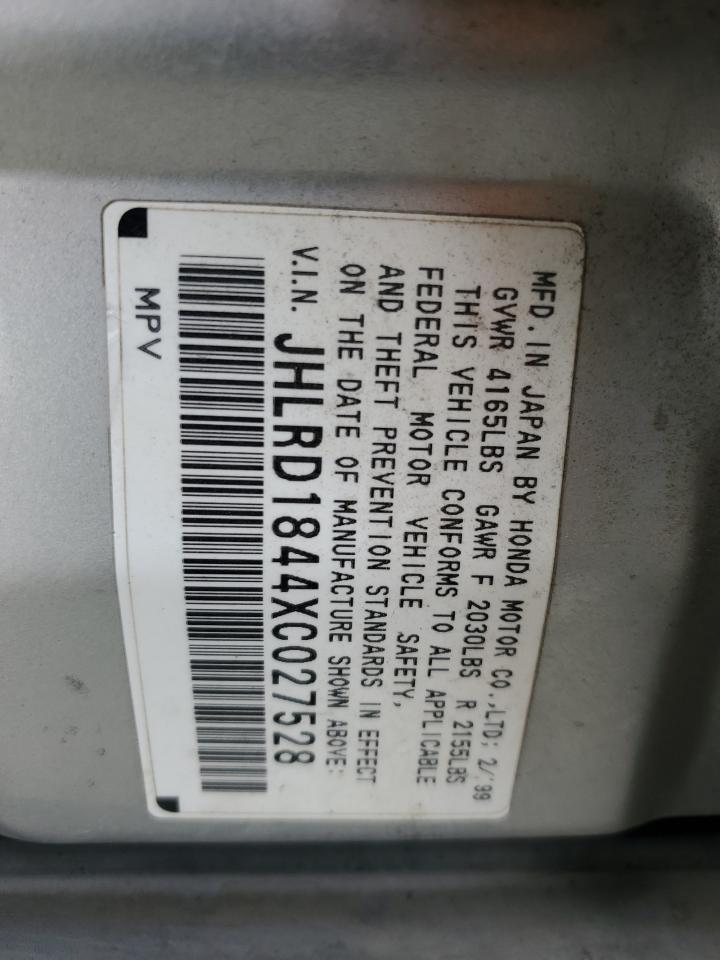 MFD. IN JAPAN BY HONDA MOTOR CO.,LTD; 2/'99
GVWR 4165LBS GAWR F 2030LBS R 2155LBS
THIS VEHICLE CONFORMS TO ALL APPLICABLE
FEDERAL MOTOR VEHICLE SAFETY,
AND THEFT PREVENTION STANDARDS IN EFFECT
ON THE DATE OF MANUFACTURE SHOWN ABOVE:
V.I.N. JHLRD1844XC027528
MPV